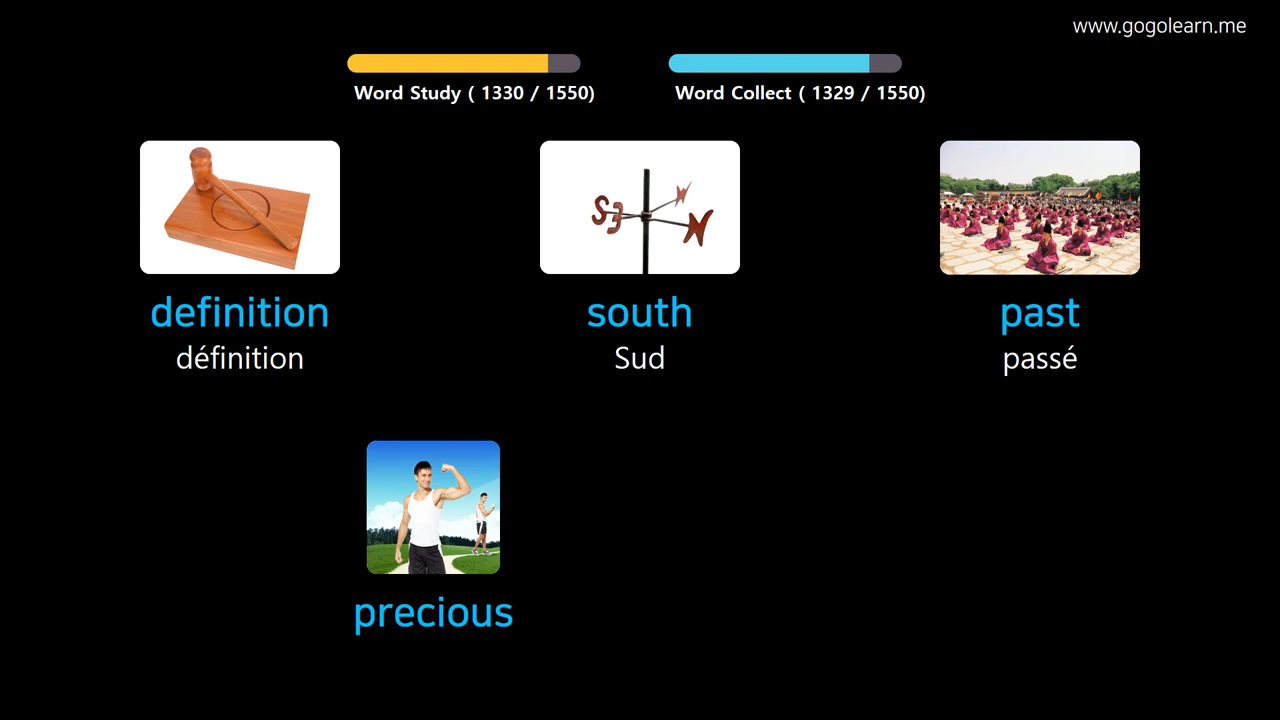 www.gogolearn.me
Word Study ( 1330 / 1550)
Word Collect ( 1329 / 1550)
S
E
N
definition
south
past
définition
Sud
passé
precious